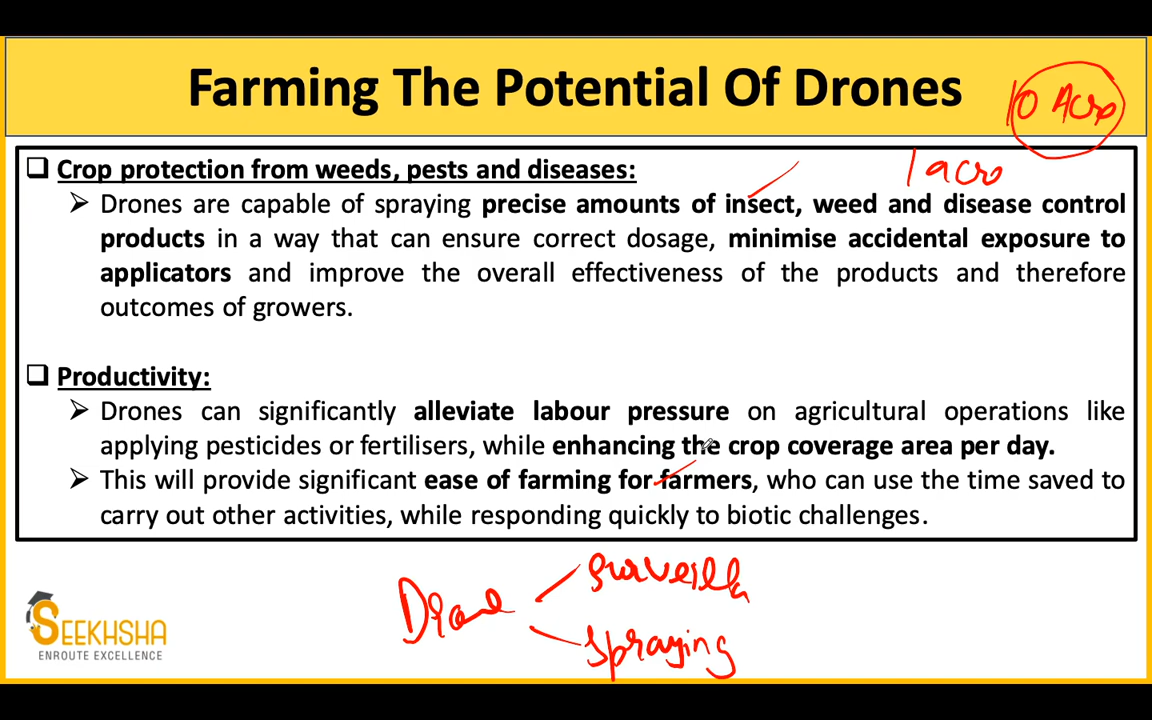 Farming The Potential Of Drones
10 Acre
1 acre
❑ Crop protection from weeds, pests and diseases:
➢ Drones are capable of spraying precise amounts of insect, weed and disease control
products in a way that can ensure correct dosage, minimise accidental exposure to
applicators and improve the overall effectiveness of the products and therefore
outcomes of growers.
❑ Productivity:
➢ Drones can significantly alleviate labour pressure on agricultural operations like
applying pesticides or fertilisers, while enhancing the crop coverage area per day.
➢ This will provide significant ease of farming for farmers, who can use the time saved to
carry out other activities, while responding quickly to biotic challenges.
Drone
Spraying
SEEKHSHA
ENROUTE EXCELLENCE